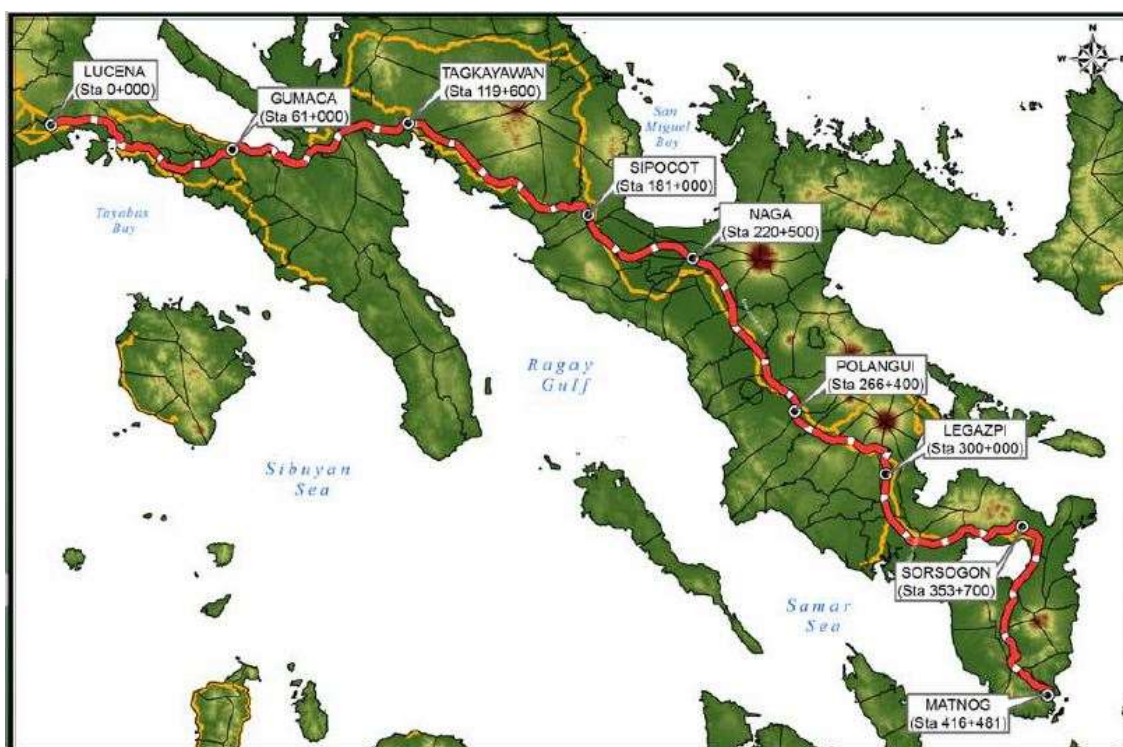 LUCENA
(Sta 0+000)
GUMACA
(Sta 61+000)
TAGKAYAWAN
(Sta 119+600)
N
W
San
Miguel
Bay
SIPOCOT
(Sta 181+000)
NAGA
(Sta 220+500)
Tayabas
Bay
Ragay
Gulf
POLANGUI
(Sta 266+400)
LEGAZPI
(Sta 300+000)
Sibuyan
Sea
SORSOGON
(Sta 353+700)
Samar
Sea
MATNOG
(Sta 416+481)